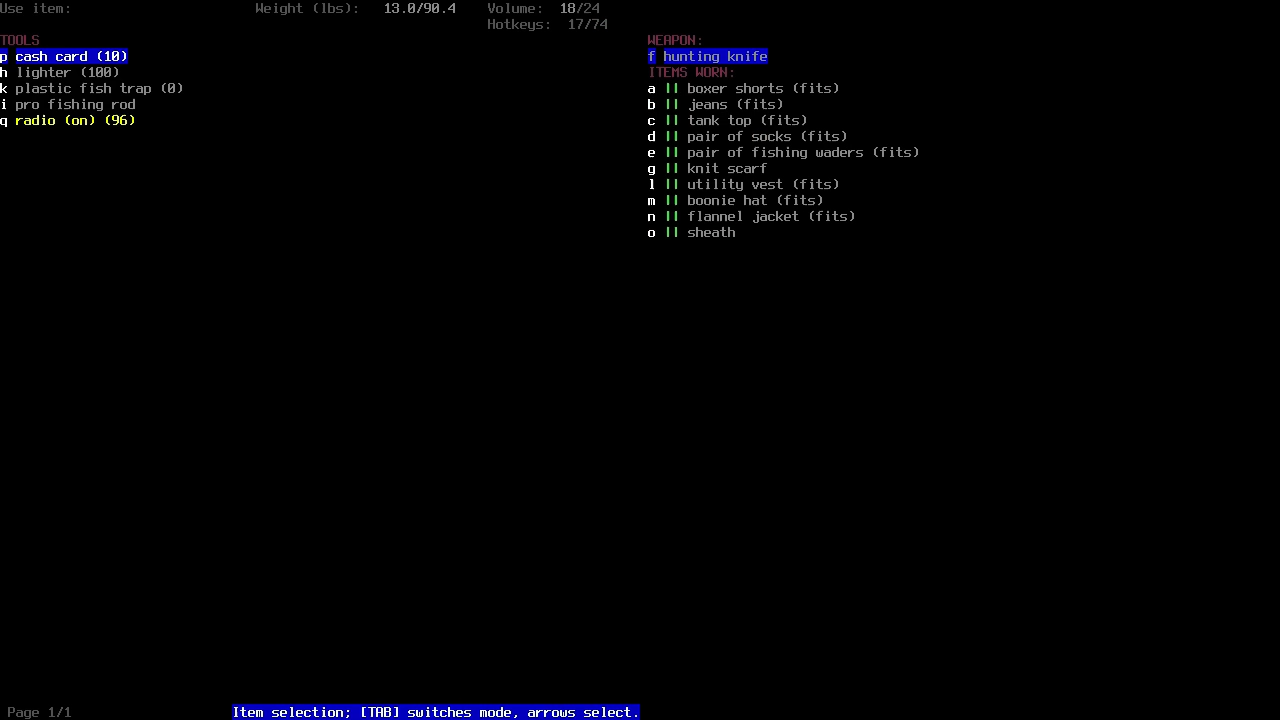 Use item: Weight (lbs): 13.0/90.4 Volume: 18/24
Hotkeys: 17/74
TOOLS
p cash card (10)
h lighter (100)
k plastic fish trap (0)
i pro fishing rod
q radio (on) (96)
WEAPON:
f hunting knife
ITEMS WORN:
a || boxer shorts (fits)
b || jeans (fits)
c || tank top (fits)
d || pair of socks (fits)
e || pair of fishing waders (fits)
g || knit scarf
l || utility vest (fits)
m || boonie hat (fits)
n || flannel jacket (fits)
o || sheath
Page 1/1 Item selection; [TAB] switches mode, arrows select.